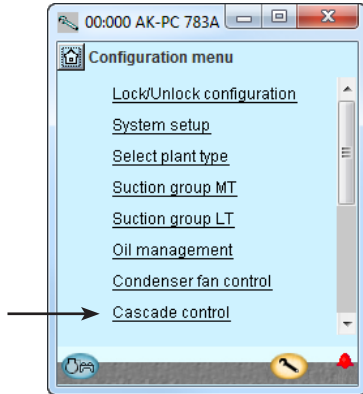 00:000 AK-PC 783A
Configuration menu
Lock/Unlock configuration
System setup
Select plant type
Suction group MT
Suction group LT
Oil management
Condenser fan control
Cascade control